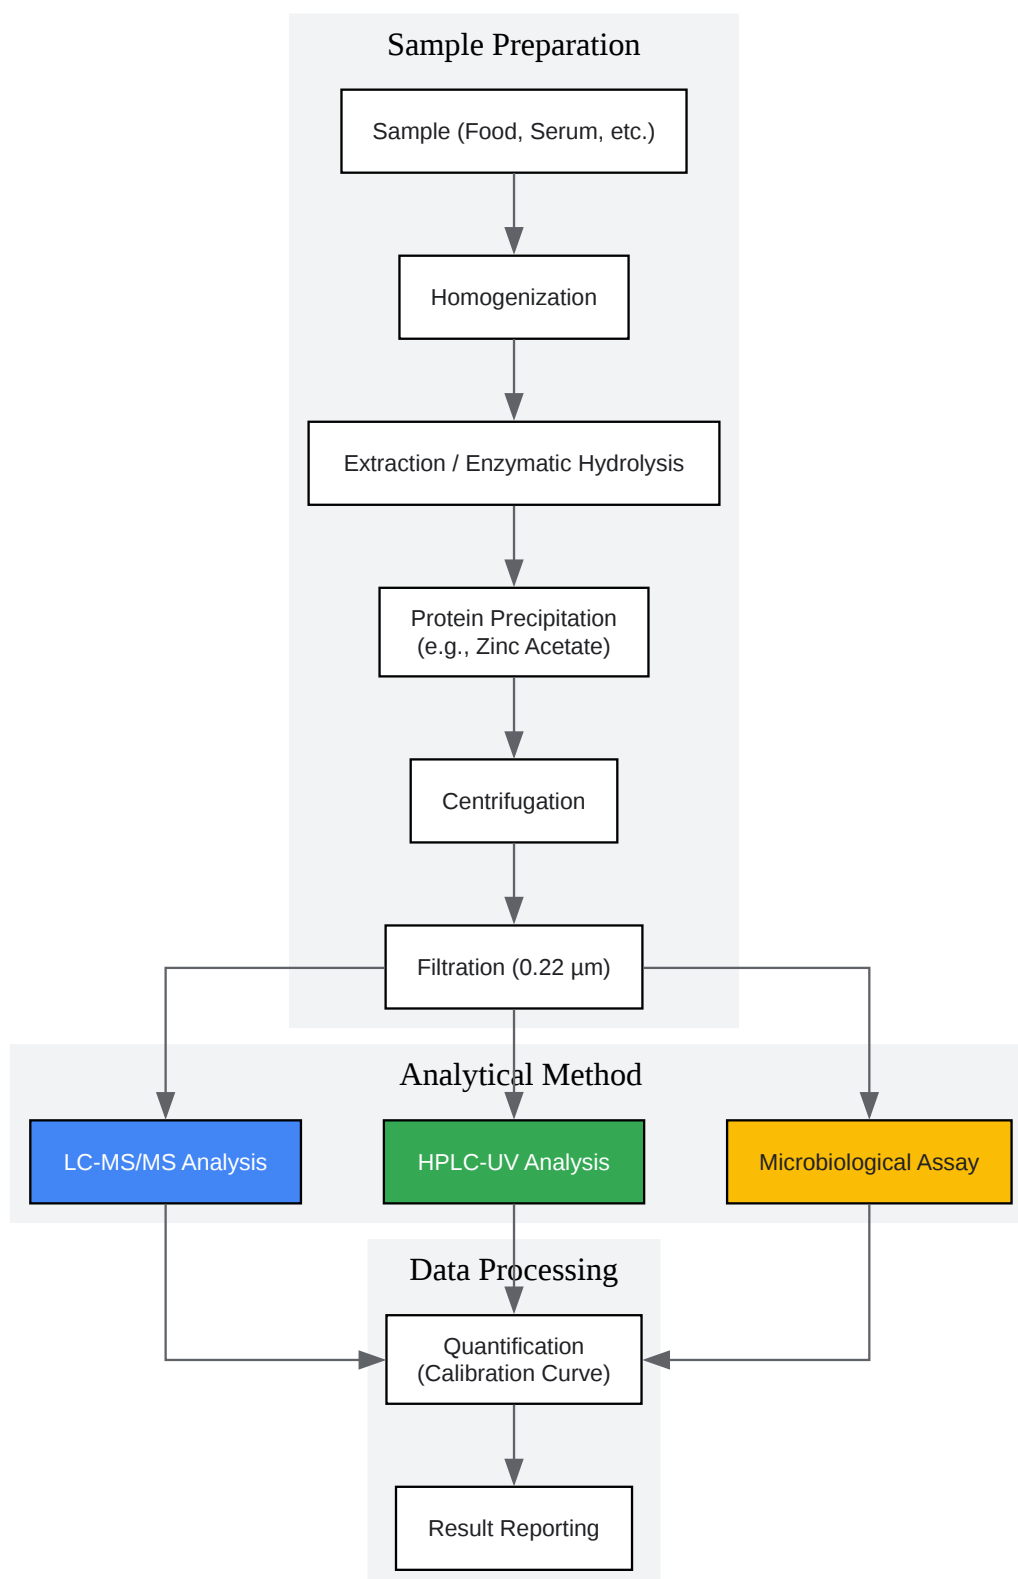 Sample Preparation
Sample (Food, Serum, etc.)
Homogenization
Extraction / Enzymatic Hydrolysis
Protein Precipitation
(e.g., Zinc Acetate)
Centrifugation
Filtration (0.22 µm)
Analytical Method
LC-MS/MS Analysis
HPLC-UV Analysis
Microbiological Assay
Data Processing
Quantification
(Calibration Curve)
Result Reporting